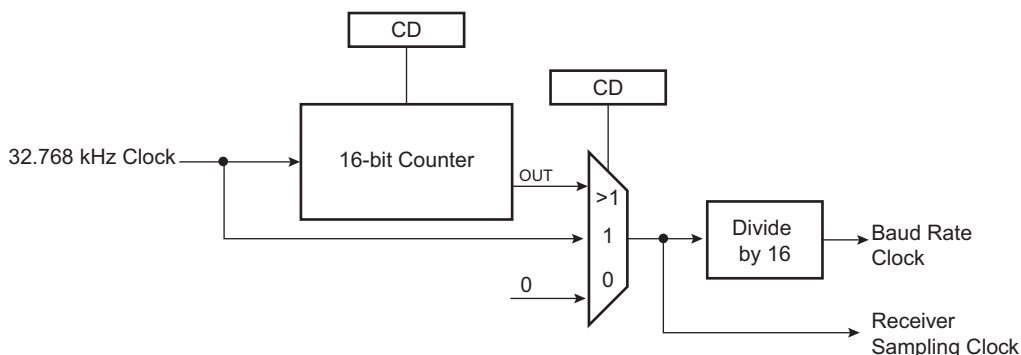 CD
CD
32.768 kHz Clock
16-bit Counter
OUT
>1
1
0
0
Divide
by 16
Baud Rate
Clock
Receiver
Sampling Clock